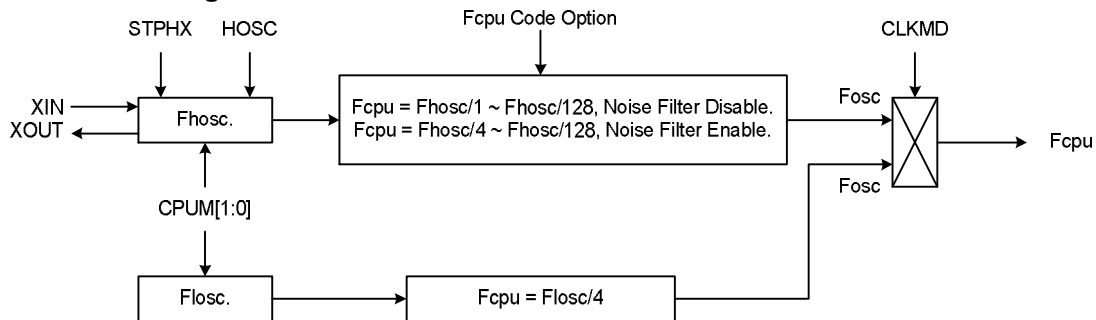 Fcpu Code Option
STPHX HOSC
CLKMD
XIN
XOUT
Fhosc.
Fcpu = Fhosc/1 ~ Fhosc/128, Noise Filter Disable.
Fcpu = Fhosc/4 ~ Fhosc/128, Noise Filter Enable.
Fosc
Fosc
Fcpu
CPUM[1:0]
Flosc.
Fcpu = Flosc/4